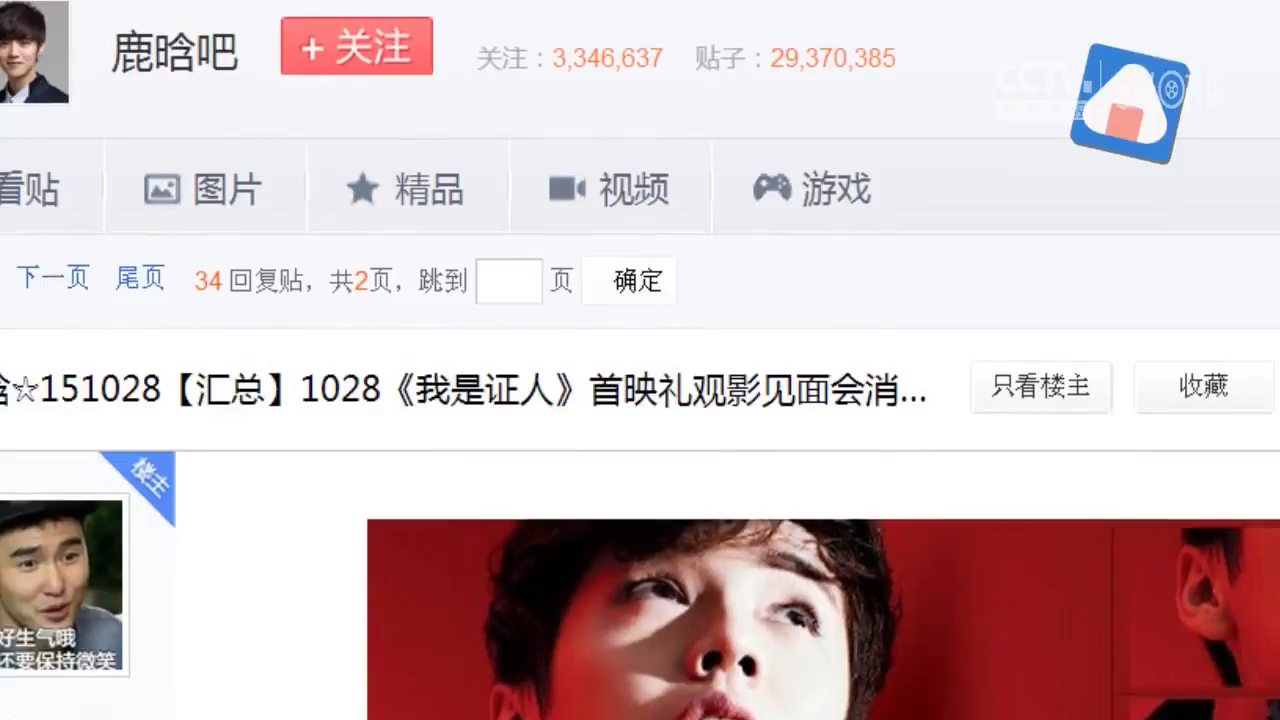 鹿晗吧
+ 关注
关注：3,346,637 贴子：29,370,385
看贴 图片 精品 视频 游戏
下一页 尾页 34 回复贴，共2页，跳到 页 确定
☆151028【汇总】1028《我是证人》首映礼观影见面会消...
只看楼主 收藏
楼主
好生气哦
还要保持微笑